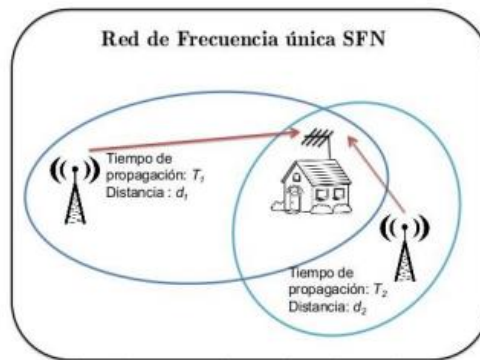 Red de Frecuencia única SFN
Tiempo de
propagación: T₁
Distancia : d₁
Tiempo de
propagación: T₂
Distancia: d₂